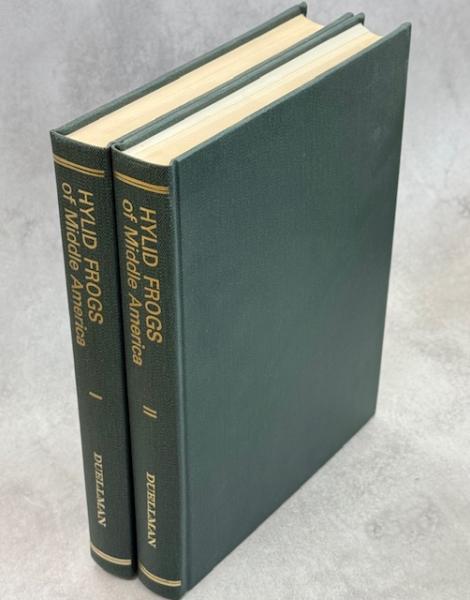 HYLID FROGS
of Middle America
I
DUELLMAN
HYLID FROGS
of Middle America
II
DUELLMAN